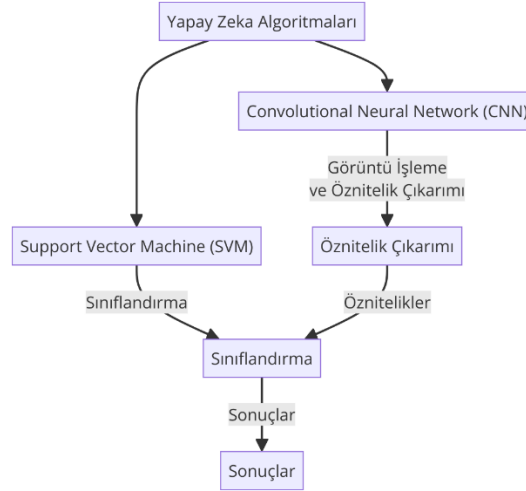 Yapay Zeka Algoritmaları
Convolutional Neural Network (CNN)
Görüntü İşleme
ve Öznitelik Çıkarımı
Support Vector Machine (SVM)
Öznitelik Çıkarımı
Sınıflandırma
Öznitelikler
Sınıflandırma
Sonuçlar
Sonuçlar